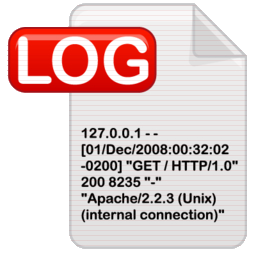 LOG
127.0.0.1 - -
[01/Dec/2008:00:32:02
-0200] "GET / HTTP/1.0"
200 8235 "-"
"Apache/2.2.3 (Unix)
(internal connection)"